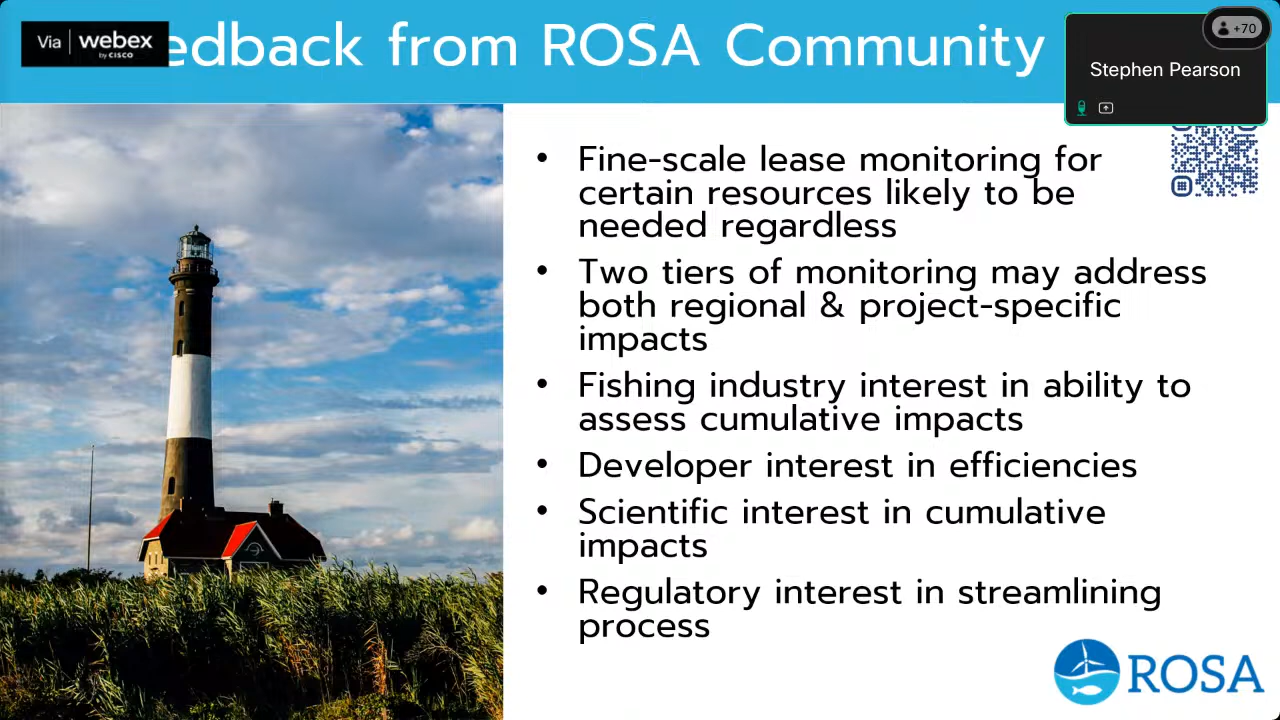 Via webex
by CISCO
edback from ROSA Community
+70
Stephen Pearson
• Fine-scale lease monitoring for
certain resources likely to be
needed regardless
• Two tiers of monitoring may address
both regional & project-specific
impacts
• Fishing industry interest in ability to
assess cumulative impacts
• Developer interest in efficiencies
• Scientific interest in cumulative
impacts
• Regulatory interest in streamlining
process
ROSA